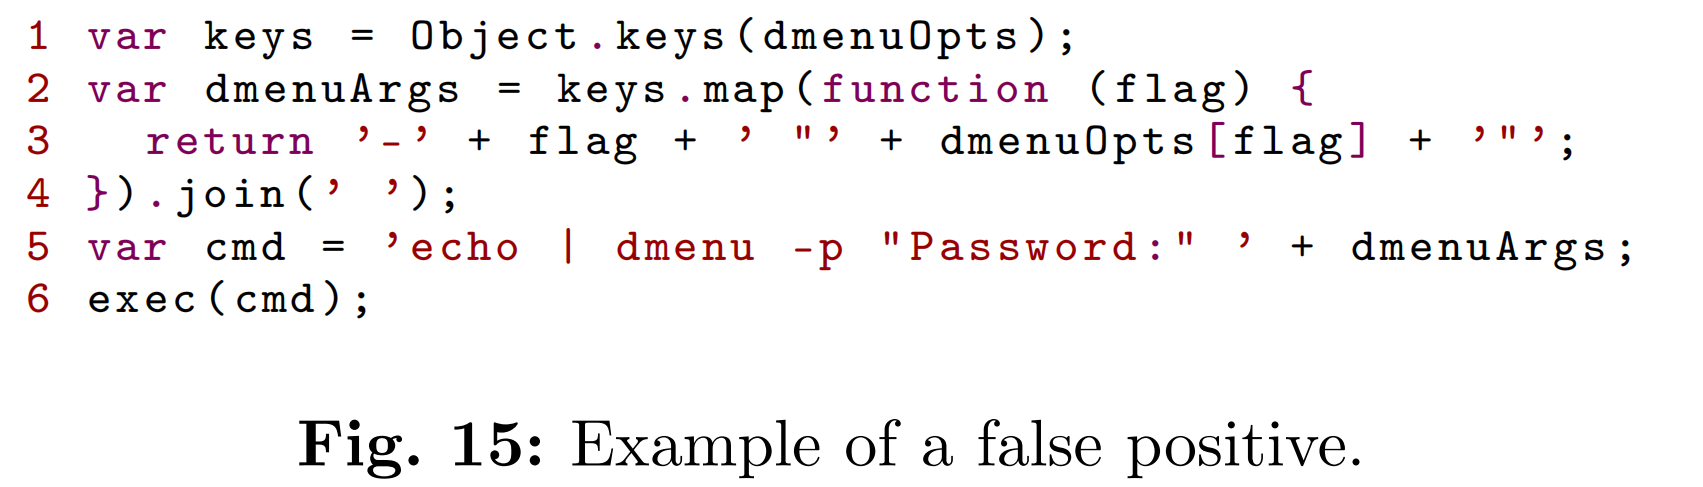 1 var keys = Object.keys(dmenuOpts);
2 var dmenuArgs = keys.map(function (flag) {
3   return ’-’ + flag + ’ "’ + dmenuOpts[flag] + ’"’;
4 }).join(’ ’);
5 var cmd = ’echo | dmenu -p "Password:" ’ + dmenuArgs;
6 exec(cmd);
Fig. 15: Example of a false positive.